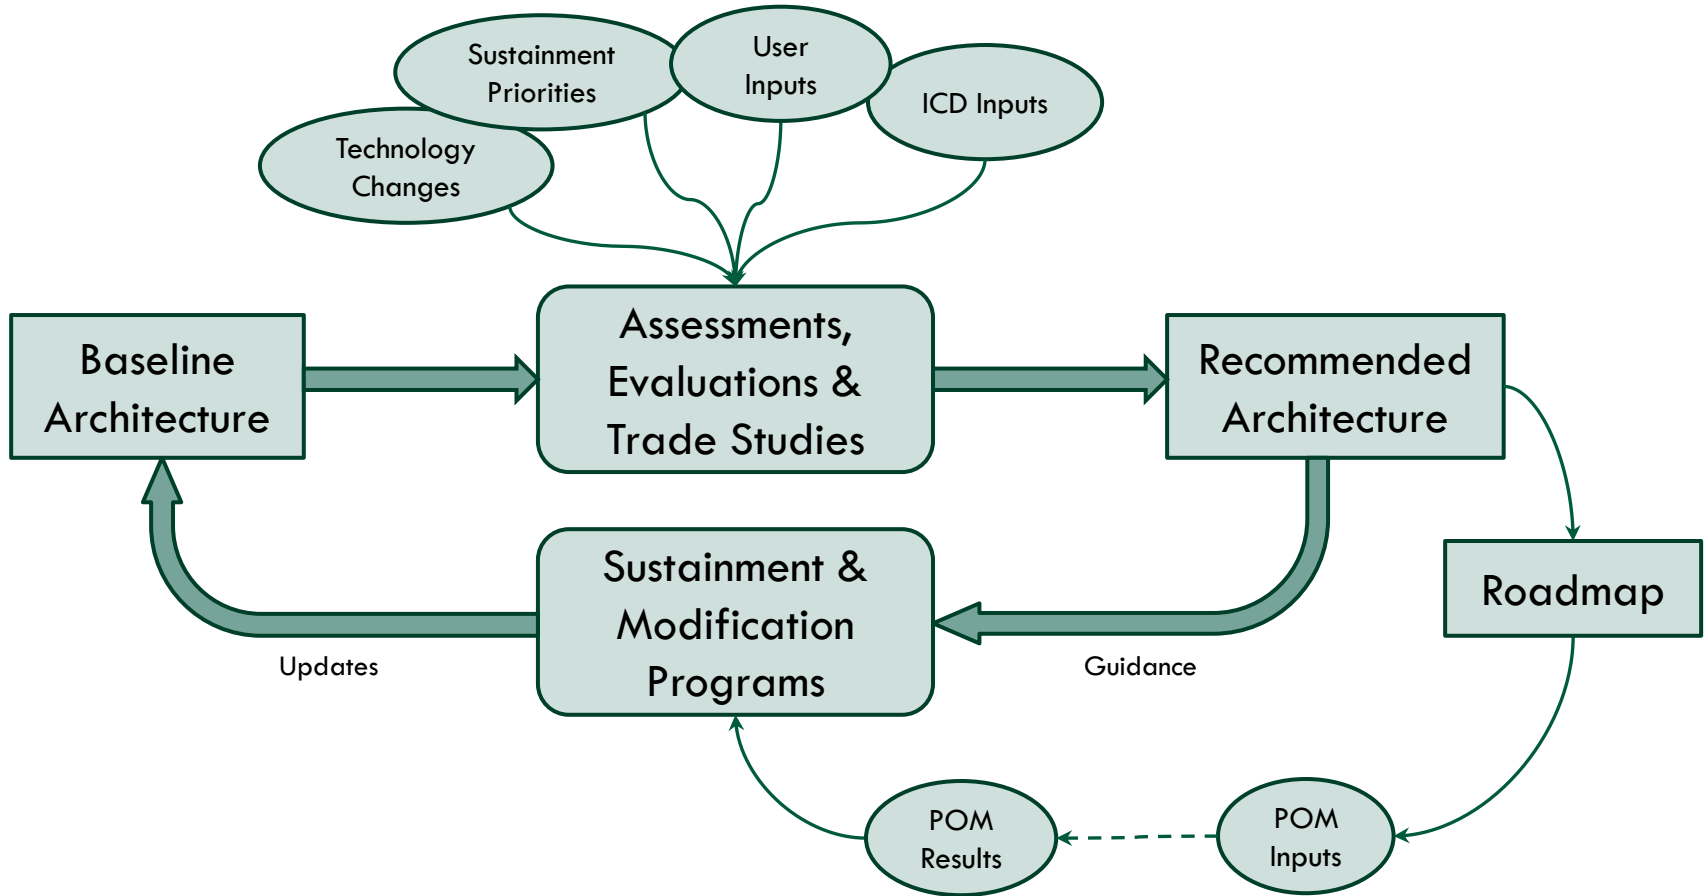 Sustainment
Priorities
User
Inputs
ICD Inputs
Technology
Changes
Baseline
Architecture
Assessments,
Evaluations &
Trade Studies
Recommended
Architecture
Sustainment &
Modification
Programs
Roadmap
Updates
Guidance
POM
Results
POM
Inputs